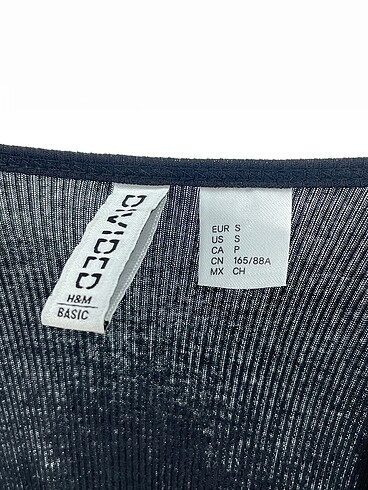 DIVIDED
H&M
BASIC
EUR S
US S
CA P
CN 165/88A
MX CH